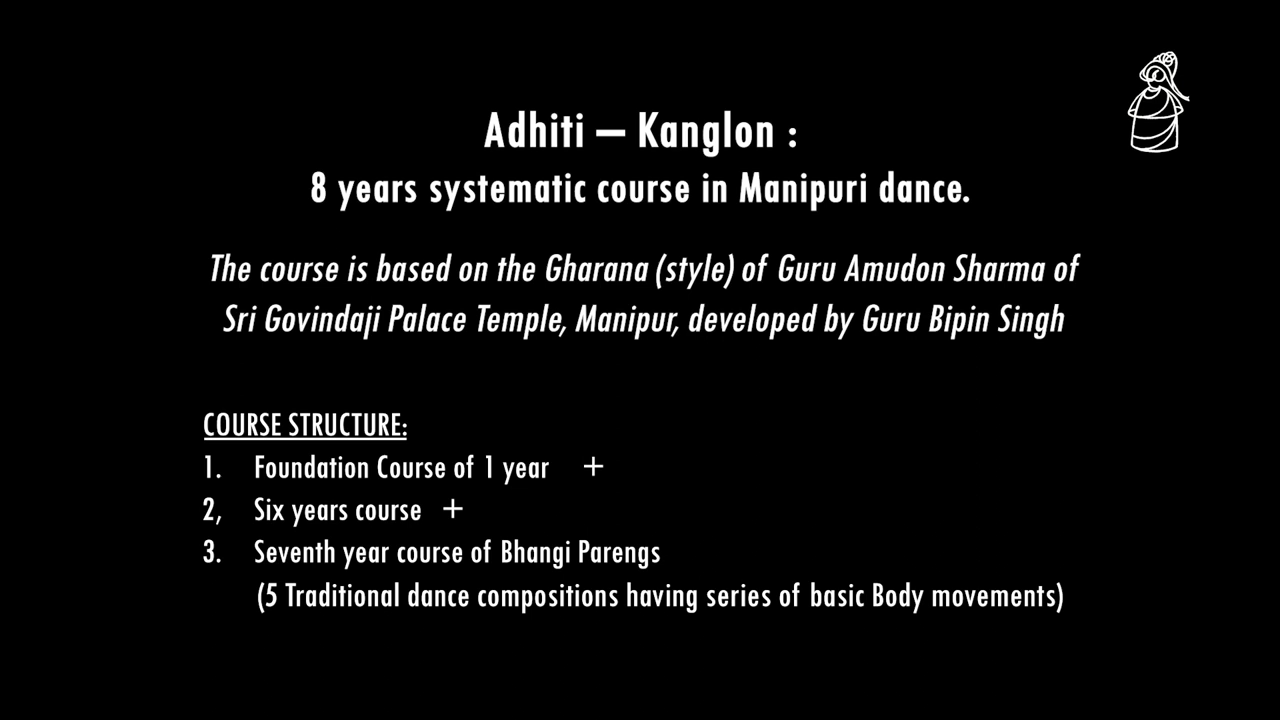 Adhiti – Kanglon :
8 years systematic course in Manipuri dance.
The course is based on the Gharana (style) of Guru Amudon Sharma of
Sri Govindaji Palace Temple, Manipur, developed by Guru Bipin Singh
COURSE STRUCTURE:
1. Foundation Course of 1 year +
2, Six years course +
3. Seventh year course of Bhangi Parengs
(5 Traditional dance compositions having series of basic Body movements)